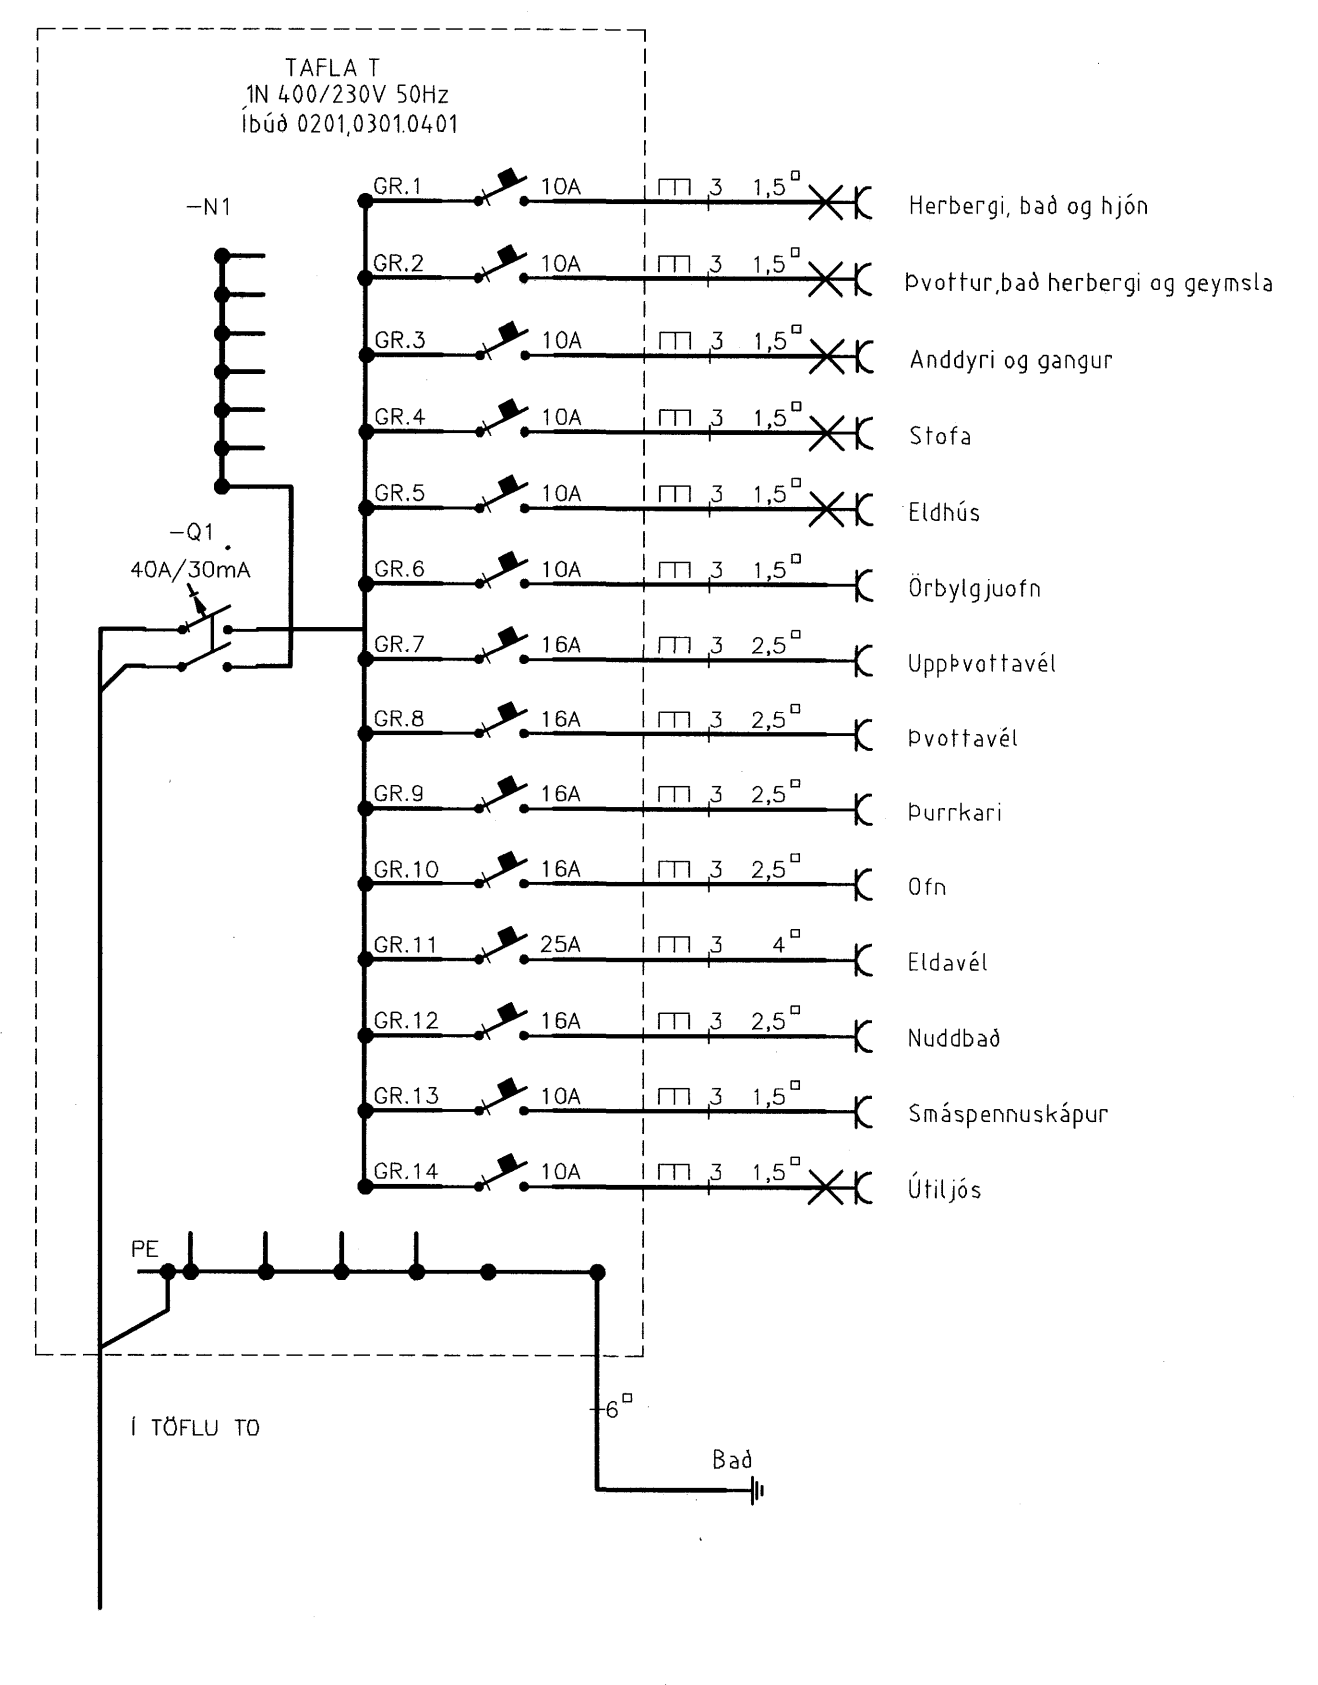 TAFLA T
1N 400/230V 50Hz
Íbúð 0201,0301.0401
GR.1 10A 3 1,5▫ Herbergi, bað og hjón
-N1
GR.2 10A 3 1,5▫ Þvottur,bað herbergi og geymsla
GR.3 10A 3 1,5▫ Anddyri og gangur
GR.4 10A 3 1,5▫ Stofa
GR.5 10A 3 1,5▫ Eldhús
-Q1
40A/30mA
GR.6 10A 3 1,5▫ Örbylgjuofn
GR.7 16A 3 2,5▫ UppÞvottavél
GR.8 16A 3 2,5▫ Þvottavél
GR.9 16A 3 2,5▫ Þurrkari
GR.10 16A 3 2,5▫ Ofn
GR.11 25A 3 4▫ Eldavél
GR.12 16A 3 2,5▫ Nuddbað
GR.13 10A 3 1,5▫ Smáspennuskápur
GR.14 10A 3 1,5▫ Útiljós
PE
6▫
Í TÖFLU TO
Bað